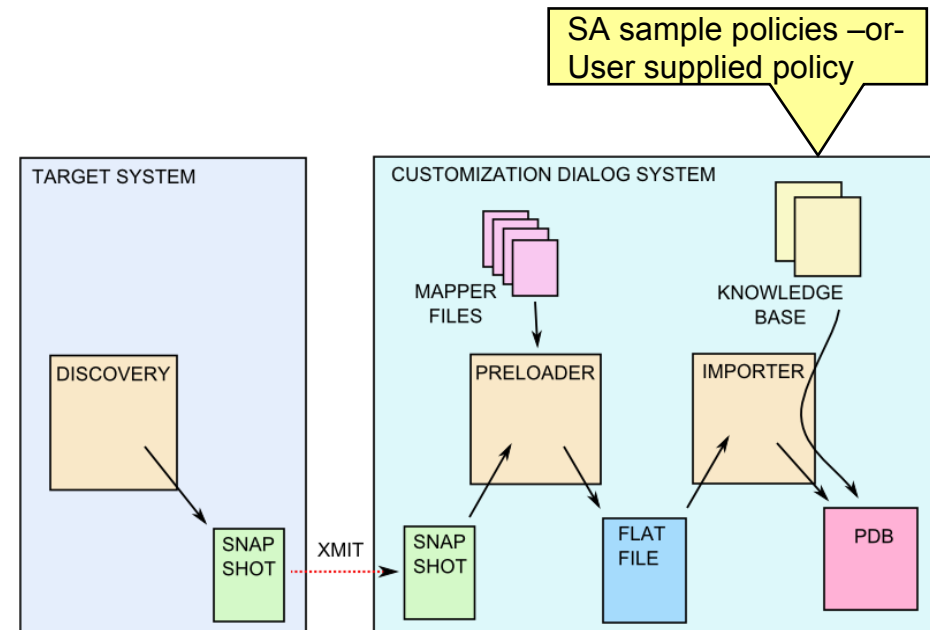 SA sample policies –or-
User supplied policy
TARGET SYSTEM
DISCOVERY
SNAP
SHOT
XMIT
CUSTOMIZATION DIALOG SYSTEM
MAPPER
FILES
KNOWLEDGE
BASE
PRELOADER
IMPORTER
SNAP
SHOT
FLAT
FILE
PDB